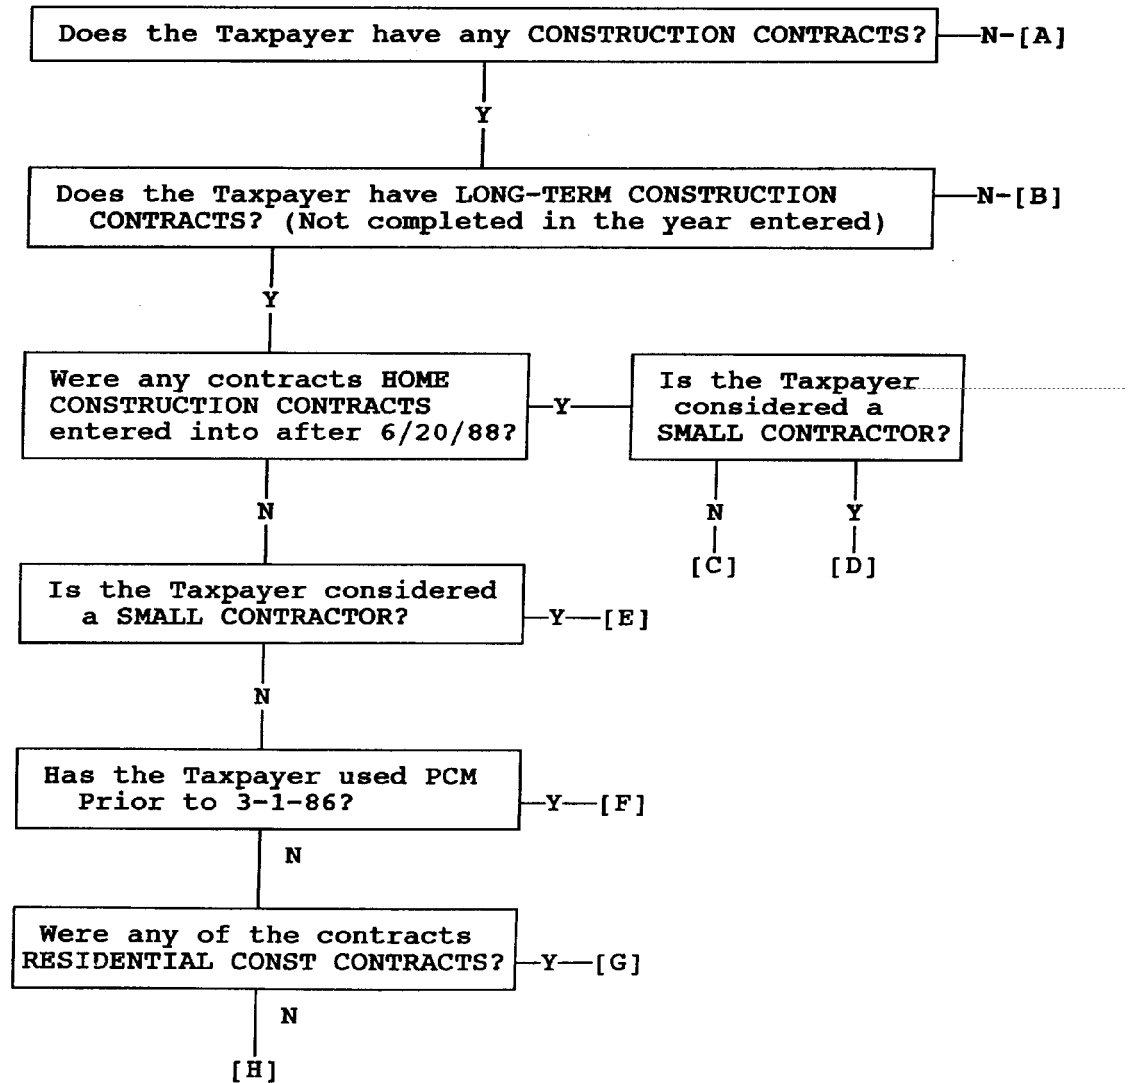 Does the Taxpayer have any CONSTRUCTION CONTRACTS?
N-[A]
Y
Does the Taxpayer have LONG-TERM CONSTRUCTION
CONTRACTS? (Not completed in the year entered)
N-[B]
Y
Were any contracts HOME
CONSTRUCTION CONTRACTS
entered into after 6/20/88?
Y
Is the Taxpayer
considered a
SMALL CONTRACTOR?
N
Y
[C]
[D]
N
Is the Taxpayer considered
a SMALL CONTRACTOR?
Y—[E]
N
Has the Taxpayer used PCM
Prior to 3-1-86?
Y—[F]
N
Were any of the contracts
RESIDENTIAL CONST CONTRACTS?
Y—[G]
N
[H]